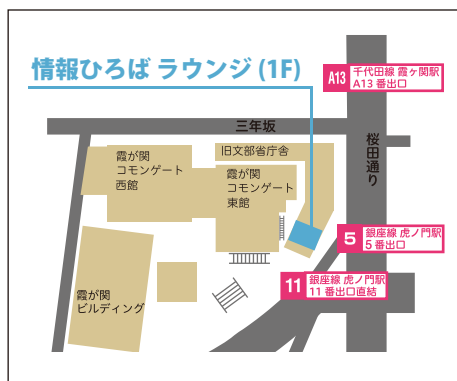 情報ひろば ラウンジ (1F)
A13
千代田線 霞ヶ関駅
A13 番出口
三年坂
桜田通り
旧文部省庁舎
霞が関
コモンゲート
西館
霞が関
コモンゲート
東館
5
銀座線 虎ノ門駅
5 番出口
11
銀座線 虎ノ門駅
11 番出口直結
霞が関
ビルディング